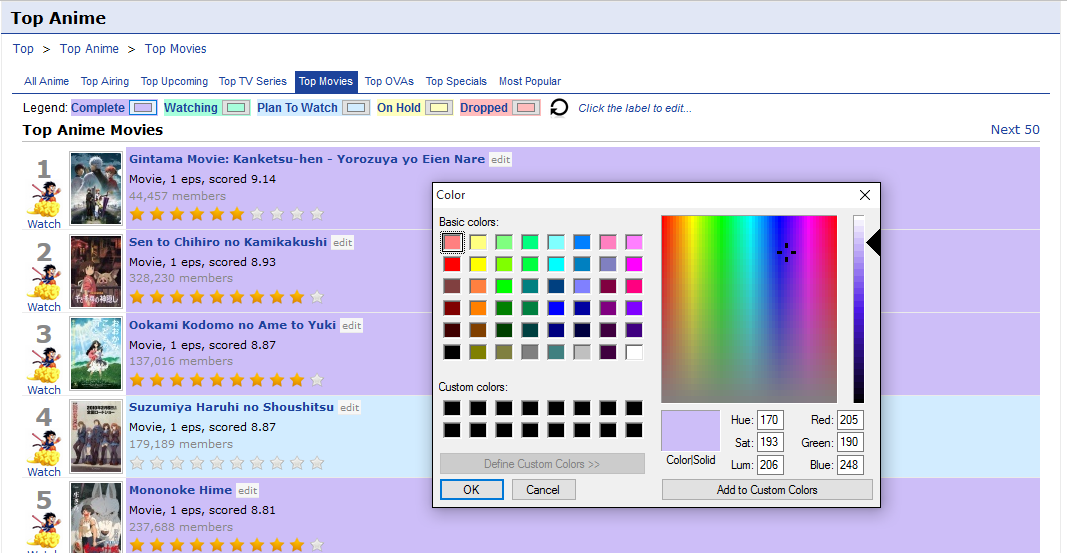 Top Anime
Top > Top Anime > Top Movies
All Anime Top Airing Top Upcoming Top TV Series Top Movies Top OVAs Top Specials Most Popular
Legend: Complete Watching Plan To Watch On Hold Dropped Click the label to edit...
Top Anime Movies Next 50
1
Watch
Gintama Movie: Kanketsu-hen - Yorozuya yo Eien Nare edit
Movie, 1 eps, scored 9.14
44,457 members
2
Watch
Sen to Chihiro no Kamikakushi edit
Movie, 1 eps, scored 8.93
328,230 members
3
Watch
Ookami Kodomo no Ame to Yuki edit
Movie, 1 eps, scored 8.87
137,016 members
4
Watch
Suzumiya Haruhi no Shoushitsu edit
Movie, 1 eps, scored 8.87
179,189 members
5
Watch
Mononoke Hime edit
Movie, 1 eps, scored 8.81
237,688 members
Color
Basic colors:
Custom colors:
Define Custom Colors >>
OK Cancel
Color|Solid
Hue: 170 Red: 205
Sat: 193 Green: 190
Lum: 206 Blue: 248
Add to Custom Colors